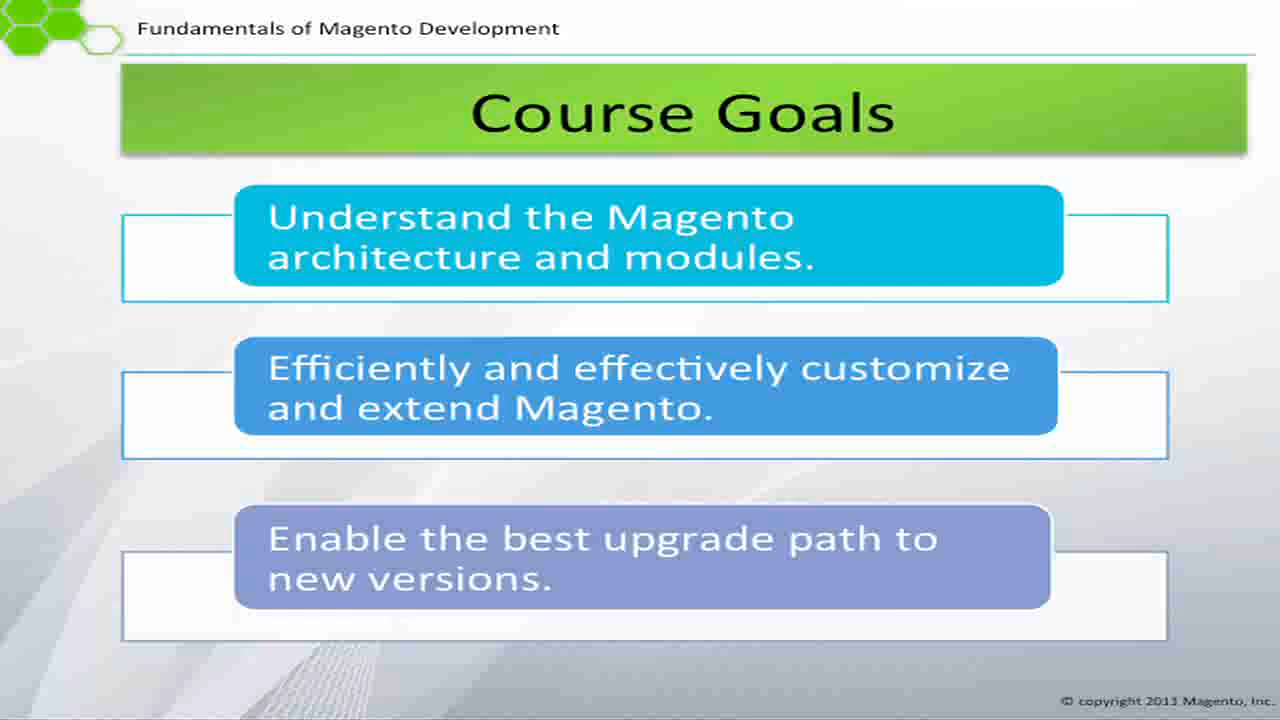 Fundamentals of Magento Development
Course Goals
Understand the Magento
architecture and modules.
Efficiently and effectively customize
and extend Magento.
Enable the best upgrade path to
new versions.
© copyright 2013 Magento, Inc.